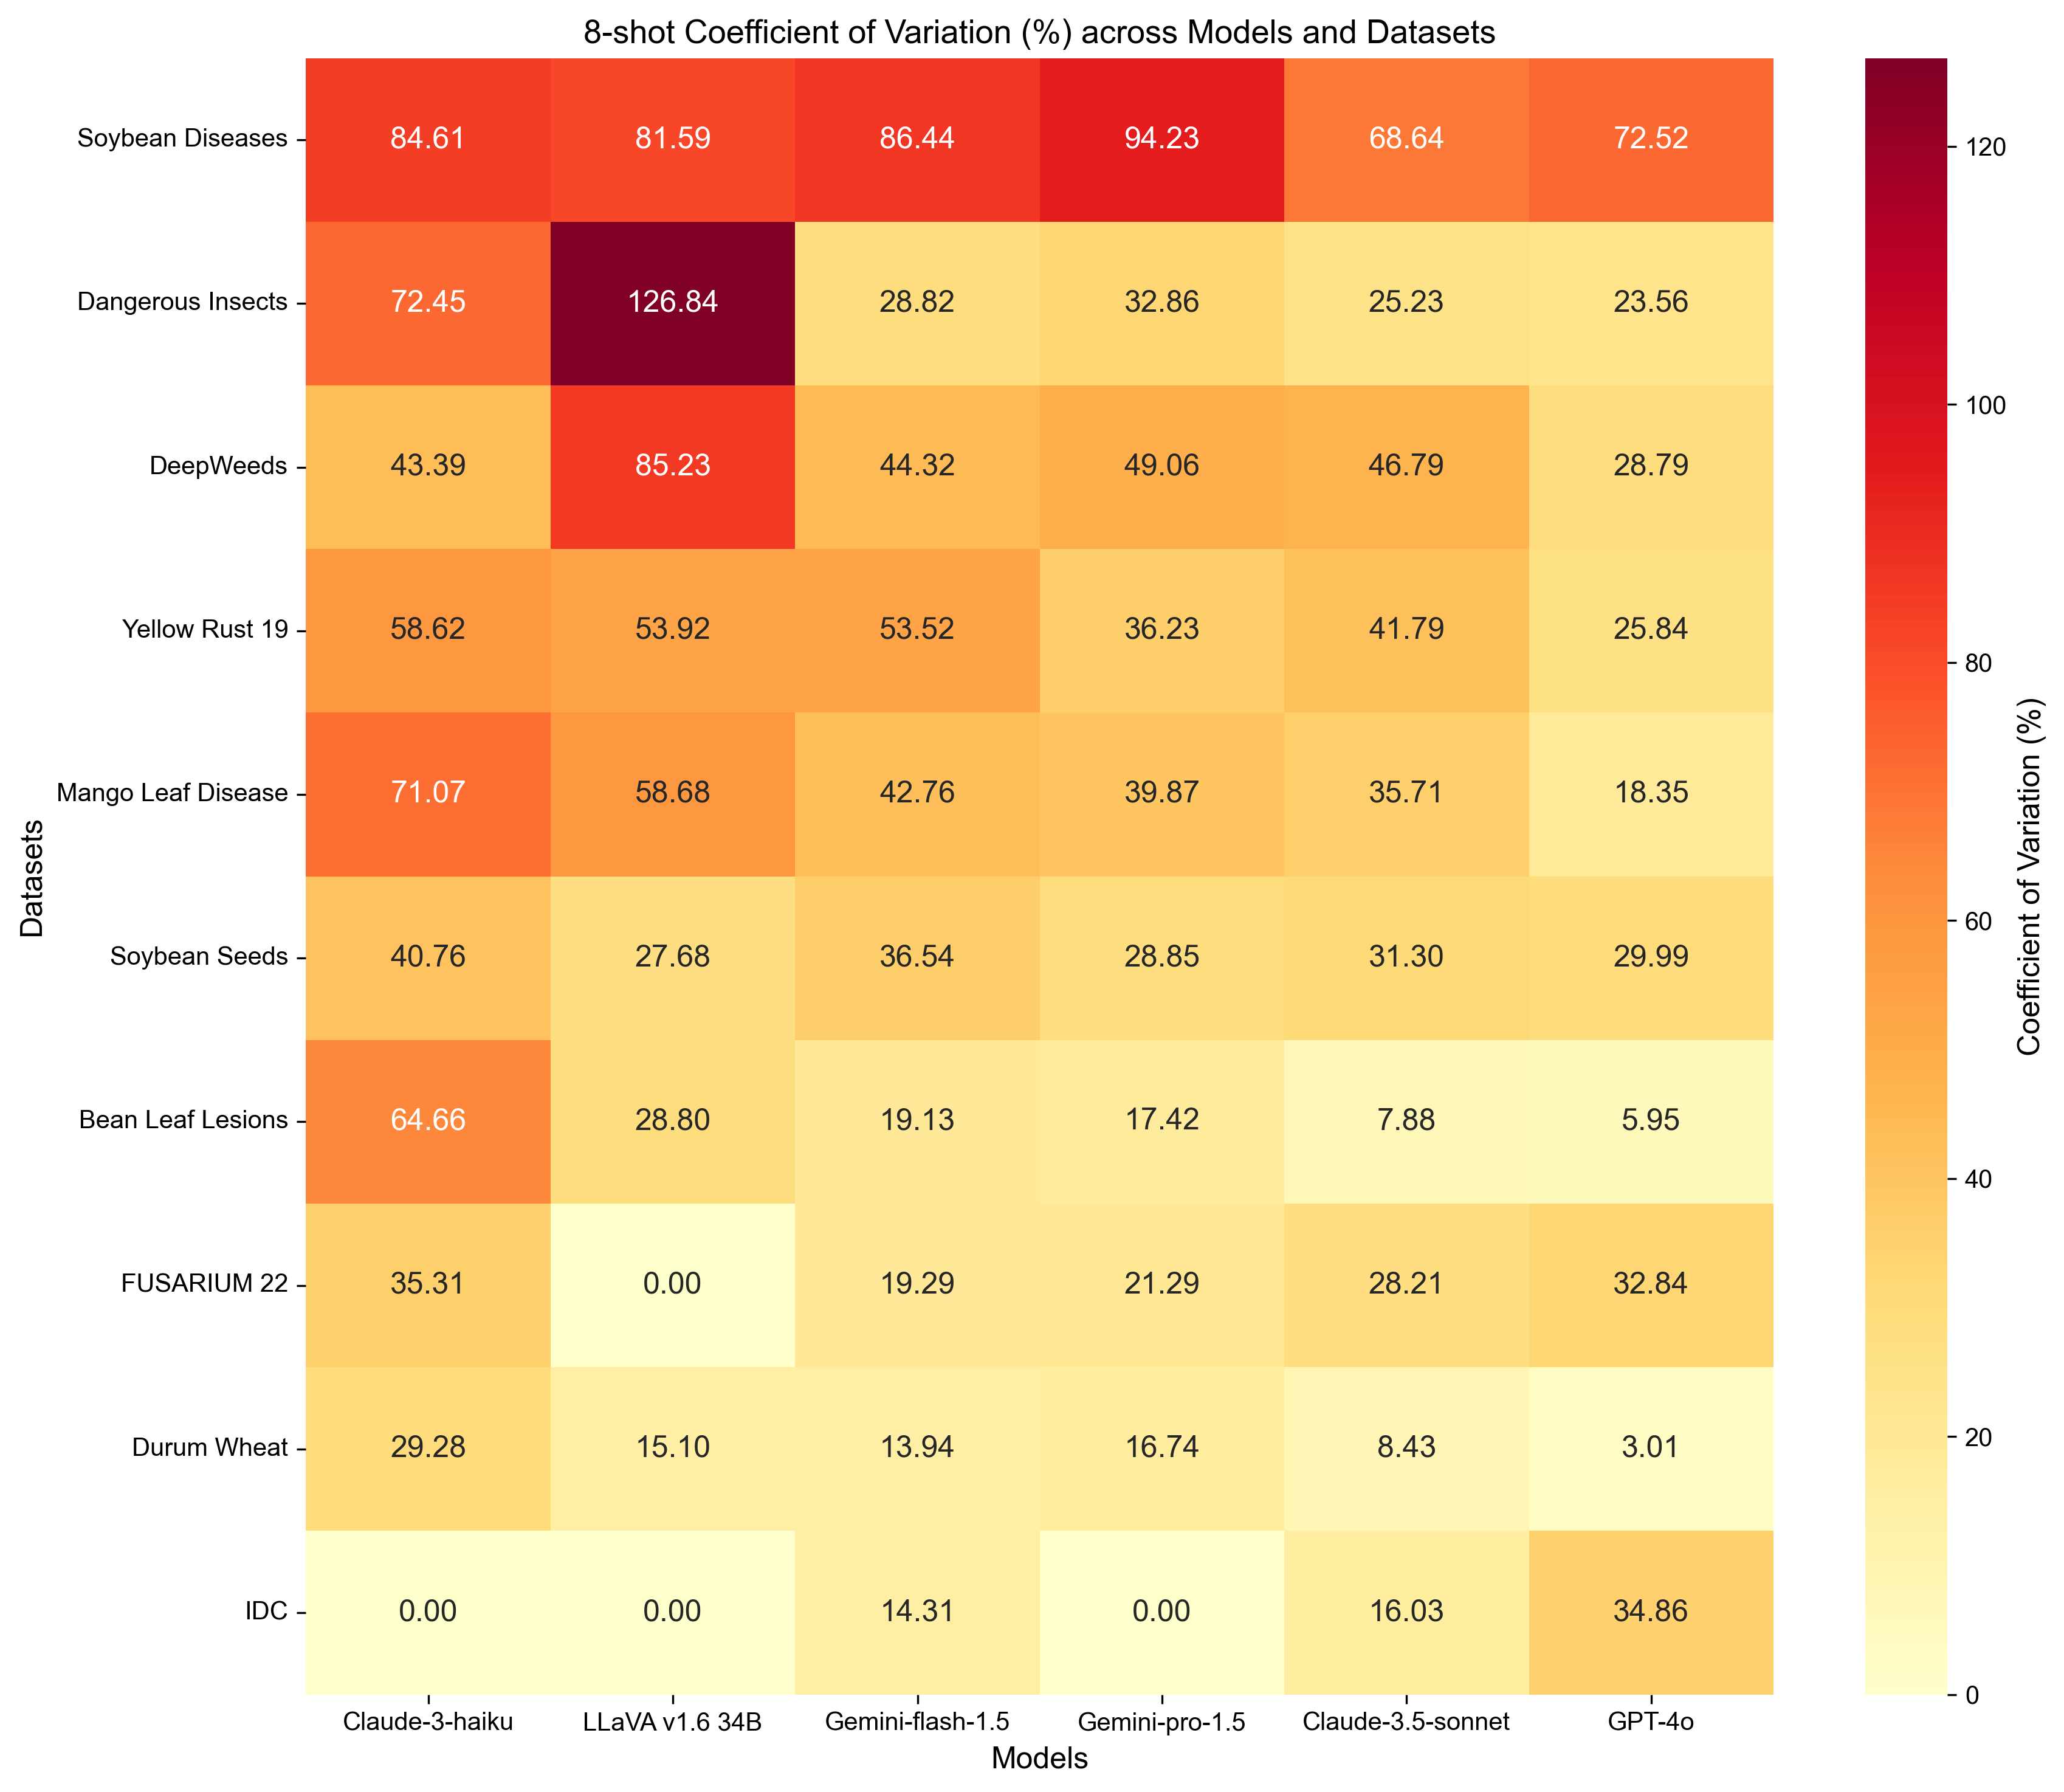 8-shot Coefficient of Variation (%) across Models and Datasets
Datasets
Soybean Diseases 84.61 81.59 86.44 94.23 68.64 72.52
Dangerous Insects 72.45 126.84 28.82 32.86 25.23 23.56
DeepWeeds 43.39 85.23 44.32 49.06 46.79 28.79
Yellow Rust 19 58.62 53.92 53.52 36.23 41.79 25.84
Mango Leaf Disease 71.07 58.68 42.76 39.87 35.71 18.35
Soybean Seeds 40.76 27.68 36.54 28.85 31.30 29.99
Bean Leaf Lesions 64.66 28.80 19.13 17.42 7.88 5.95
FUSARIUM 22 35.31 0.00 19.29 21.29 28.21 32.84
Durum Wheat 29.28 15.10 13.94 16.74 8.43 3.01
IDC 0.00 0.00 14.31 0.00 16.03 34.86
Claude-3-haiku LLaVA v1.6 34B Gemini-flash-1.5 Gemini-pro-1.5 Claude-3.5-sonnet GPT-4o
Models
120
100
80
60
40
20
0
Coefficient of Variation (%)